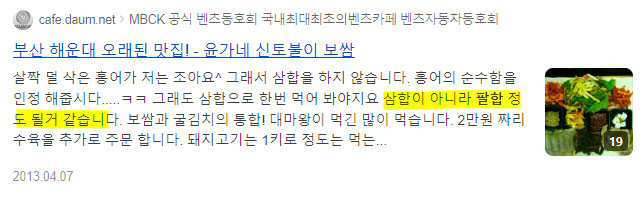 cafe.daum.net › MBCK 공식 벤츠동호회 국내최대최초의벤츠카페 벤츠자동차동호회
부산 해운대 오래된 맛집! - 윤가네 신토불이 보쌈
살짝 덜 삭은 홍어가 저는 조아요^ 그래서 삼합을 하지 않습니다. 홍어의 순수함을
인정 해줍시다.....ㅋㅋ 그래도 삼합으로 한번 먹어 봐야지요 삼합이 아니라 팔합 정
도 될거 같습니다. 보쌈과 굴김치의 통합! 대마왕이 먹긴 많이 먹습니다. 2만원 짜리
수육을 추가로 주문 합니다. 돼지고기는 1키로 정도는 먹는...
19
2013.04.07